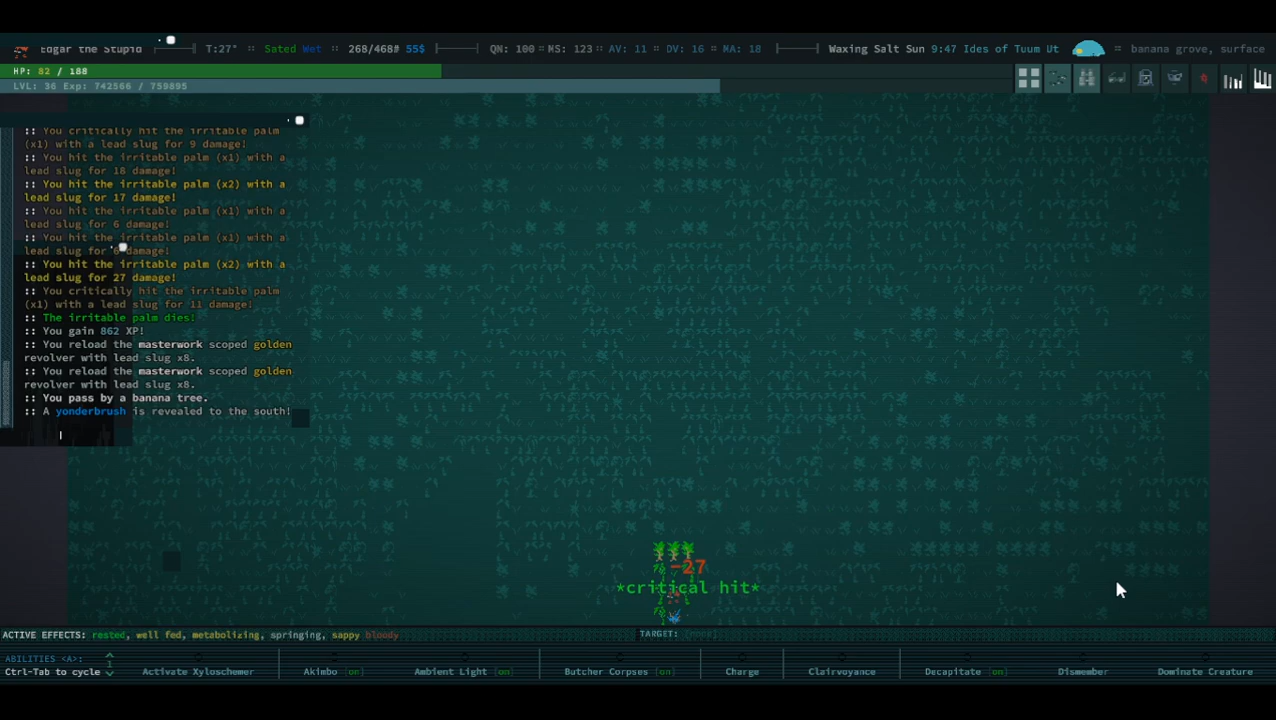 Edgar the Stupid T:27° :: Sated Wet :: 268/468# 55$ QN: 100 :: MS: 123 :: AV: 11 :: DV: 16 :: MA: 18 Waxing Salt Sun 9:47 Ides of Tuum Ut :: banana grove, surface
HP: 82 / 188
LVL: 36 Exp: 742566 / 759895
:: You critically hit the irritable palm
(x1) with a lead slug for 9 damage!
:: You hit the irritable palm (x1) with a
lead slug for 18 damage!
:: You hit the irritable palm (x2) with a
lead slug for 17 damage!
:: You hit the irritable palm (x1) with a
lead slug for 6 damage!
:: You hit the irritable palm (x1) with a
lead slug for damage!
:: You hit the irritable palm (x2) with a
lead slug for 27 damage!
:: You critically hit the irritable palm
(x1) with a lead slug for 11 damage!
:: The irritable palm dies!
:: You gain 862 XP!
:: You reload the masterwork scoped golden
revolver with lead slug x8.
:: You reload the masterwork scoped golden
revolver with lead slug x8.
:: You pass by a banana tree.
:: A yonderbrush is revealed to the south!
-27
*critical hit*
ACTIVE EFFECTS: rested, well fed, metabolizing, springing, sappy bloody
TARGET: [none]
ABILITIES <A>: 1
Ctrl-Tab to cycle Activate Xyloschemer Akimbo [on] Ambient Light [on] Butcher Corpses [on] Charge Clairvoyance Decapitate [on] Dismember Dominate Creature